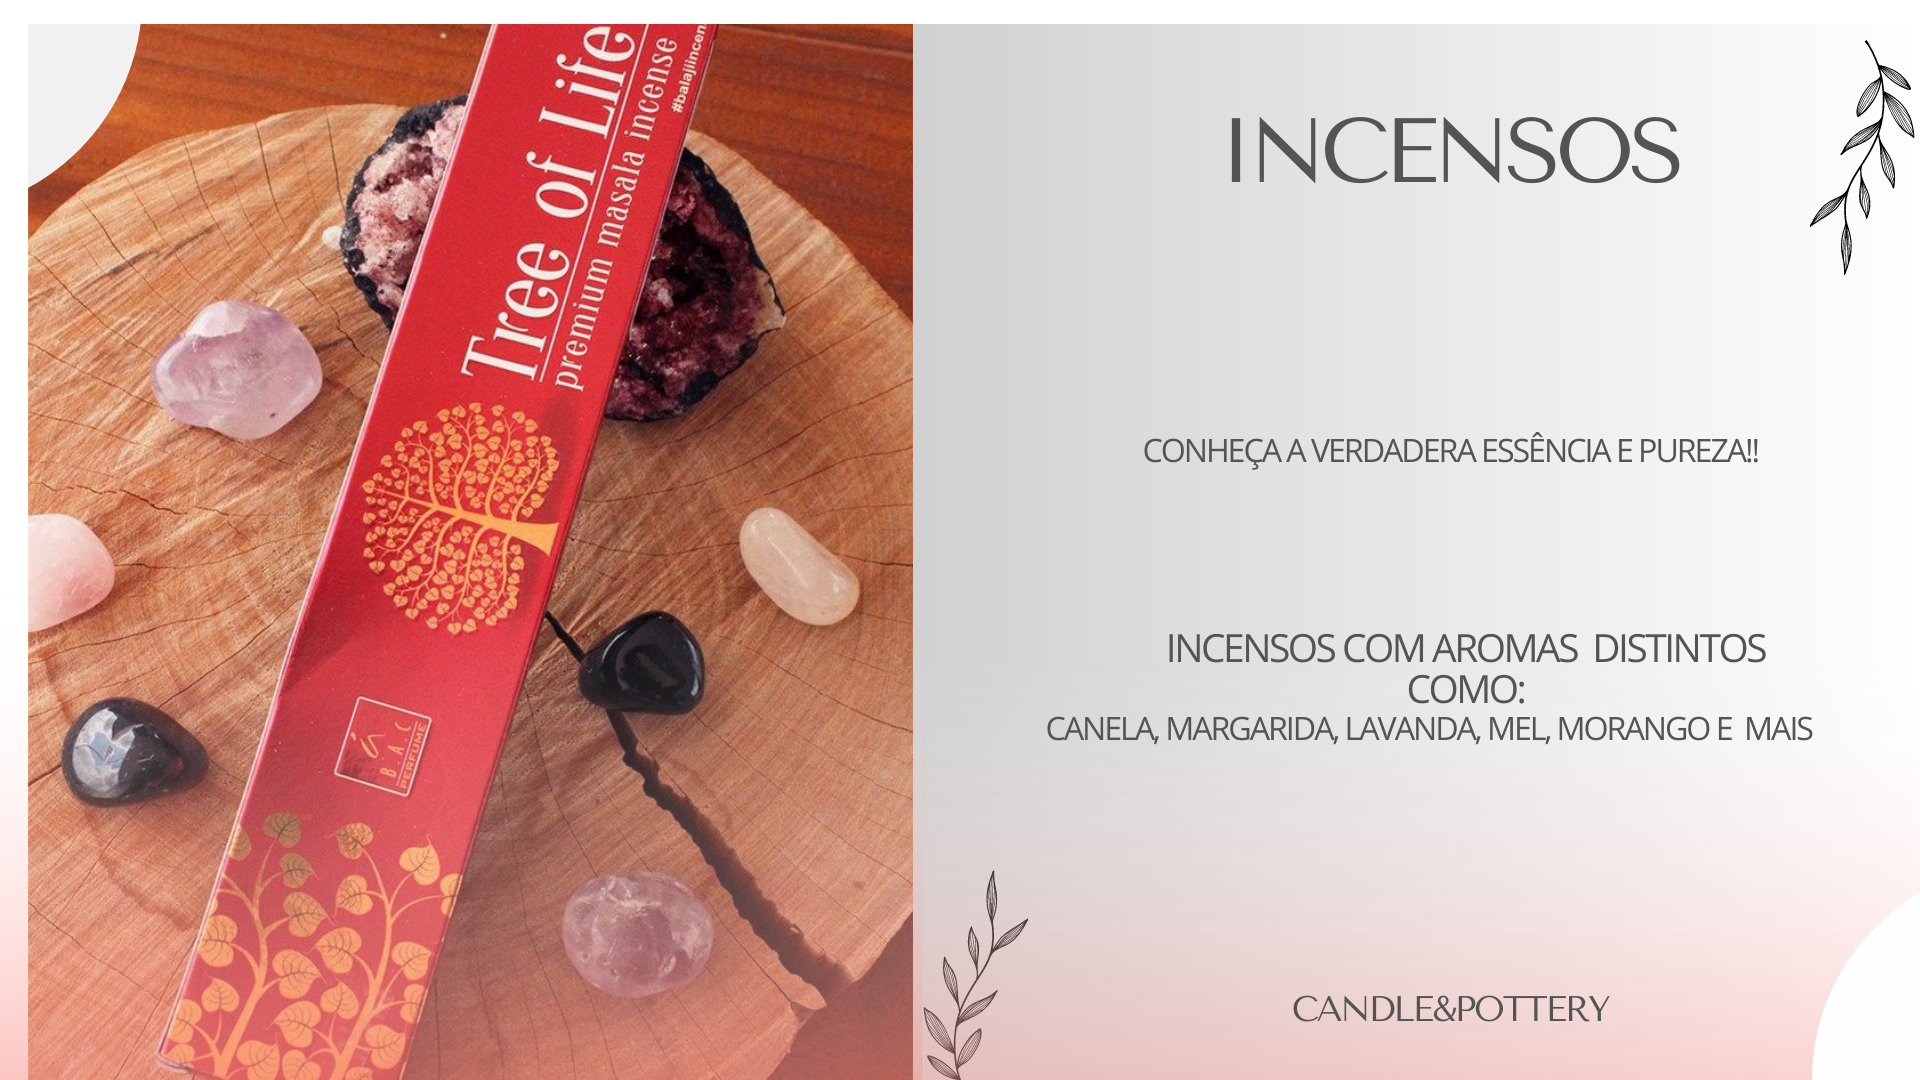 Tree of Life
premium masala incense
B.A.C
PERFUME
INCENSOS
CONHEÇA A VERDADERA ESSÊNCIA E PUREZA!!
INCENSOS COM AROMAS DISTINTOS
COMO:
CANELA, MARGARIDA, LAVANDA, MEL, MORANGO E MAIS
CANDLE&POTTERY